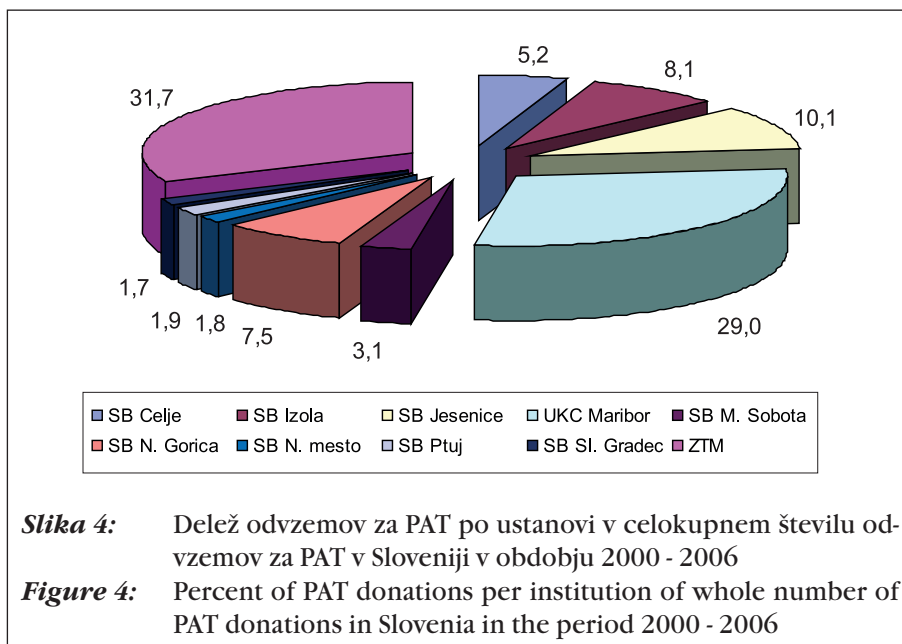 5,2
8,1
31,7
10,1
1,7
1,9
1,8
7,5
3,1
29,0
SB Celje SB Izola SB Jesenice UKC Maribor SB M. Sobota
SB N. Gorica SB N. mesto SB Ptuj SB Sl. Gradec ZTM
Slika 4: Delež odvzemov za PAT po ustanovi v celokupnem številu od-
vzemov za PAT v Sloveniji v obdobju 2000 - 2006
Figure 4: Percent of PAT donations per institution of whole number of
PAT donations in Slovenia in the period 2000 - 2006